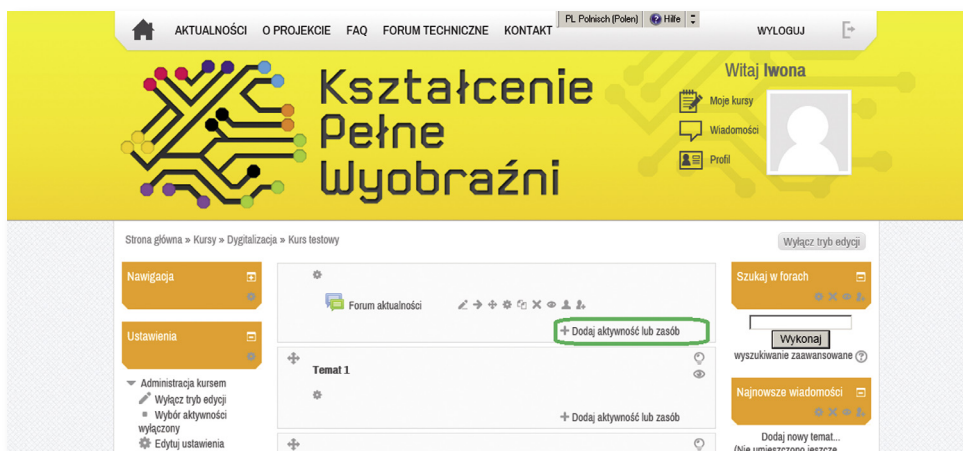 PL Polnisch (Polen) Hilfe
AKTUALNOŚCI O PROJEKCIE FAQ FORUM TECHNICZNE KONTAKT WYLOGUJ
Kształcenie
Pełne
Wyobraźni
Witaj Iwona
Moje kursy
Wiadomości
Profil
Strona główna » Kursy » Dygitalizacja » Kurs testowy
Wyłącz tryb edycji
Nawigacja
Ustawienia
Administracja kursem
Wyłącz tryb edycji
Wybór aktywności
wyłączony
Edytuj ustawienia
Forum aktualności
Dodaj aktywność lub zasób
Temat 1
Dodaj aktywność lub zasób
Szukaj w forach
Wykonaj
wyszukiwanie zaawansowane
Najnowsze wiadomości
Dodaj nowy temat...
(Nie umieszczono jeszcze